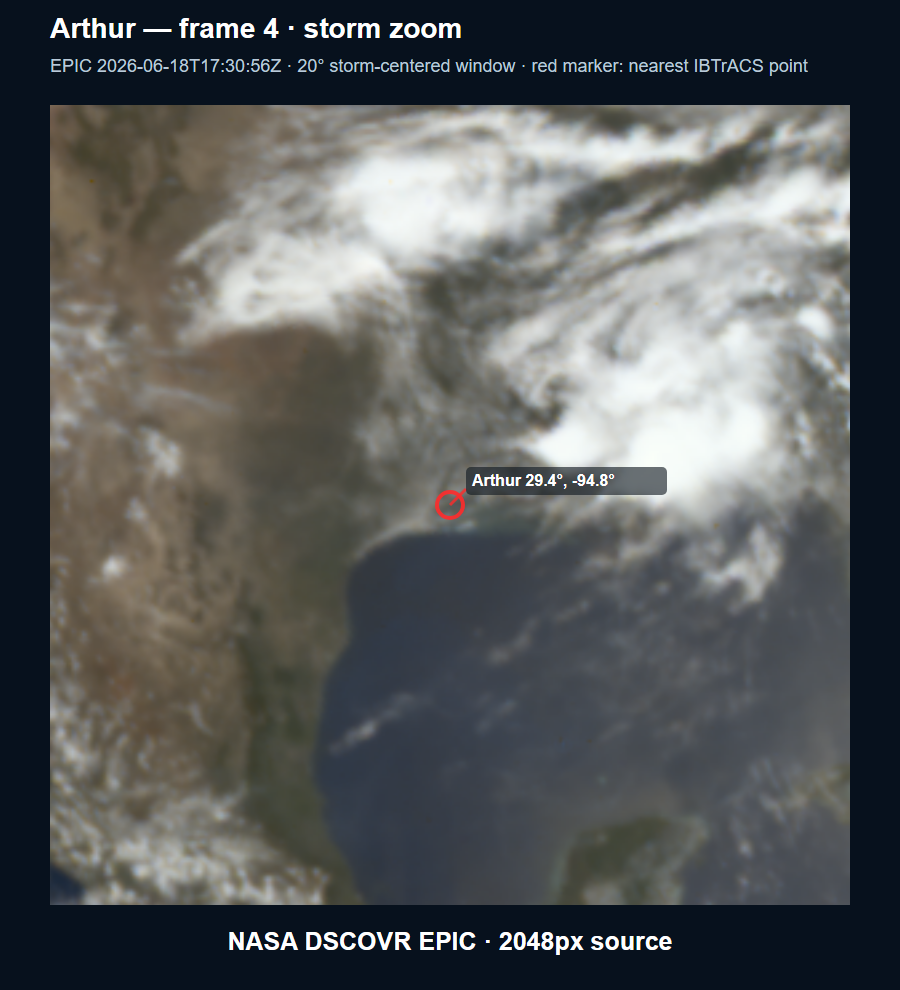 Arthur — frame 4 · storm zoom
EPIC 2026-06-18T17:30:56Z · 20° storm-centered window · red marker: nearest IBTrACS point
Arthur 29.4°, -94.8°
NASA DSCOVR EPIC · 2048px source